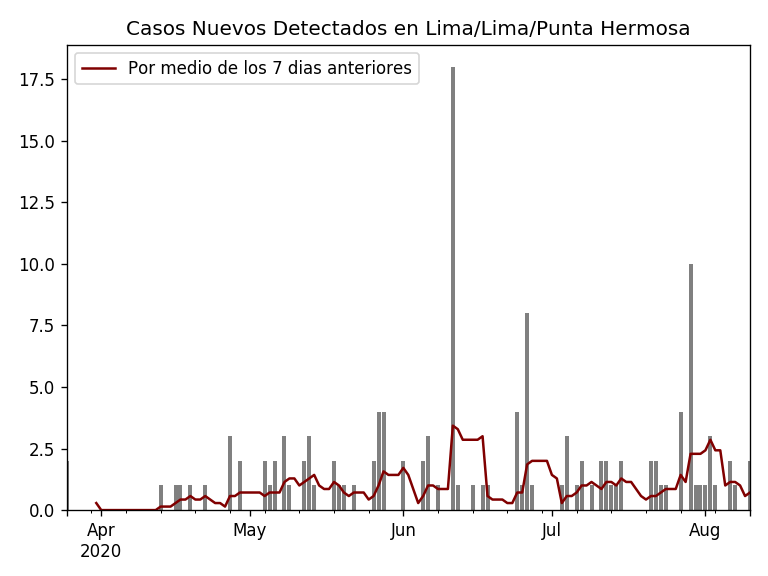 Casos Nuevos Detectados en Lima/Lima/Punta Hermosa
Por medio de los 7 dias anteriores
17.5
15.0
12.5
10.0
7.5
5.0
2.5
0.0
Apr
2020
May
Jun
Jul
Aug